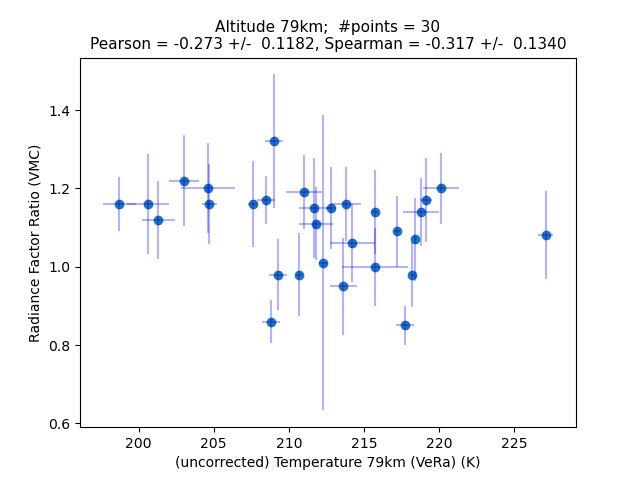 Altitude 79km;  #points = 30
Pearson = -0.273 +/-  0.1182, Spearman = -0.317 +/-  0.1340
Radiance Factor Ratio (VMC)
1.4
1.2
1.0
0.8
0.6
200 205 210 215 220 225
(uncorrected) Temperature 79km (VeRa) (K)